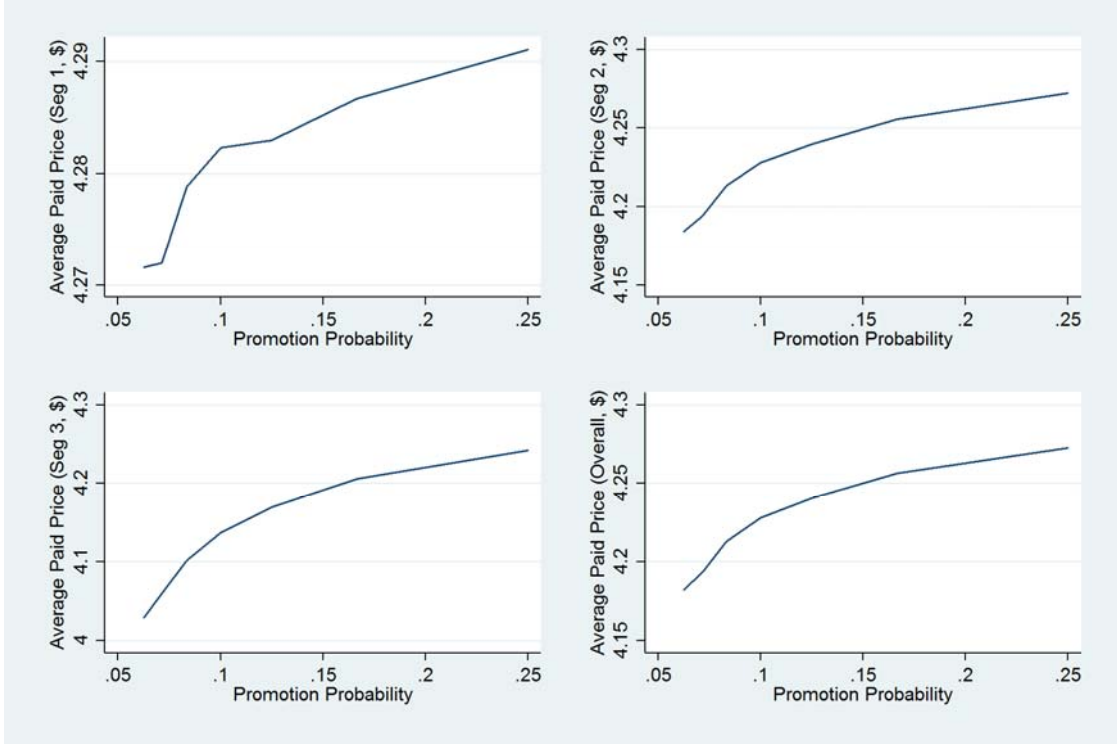 Average Paid Price (Seg 1, $)
4.29
4.28
4.27
.05 .1 .15 .2 .25
Promotion Probability
Average Paid Price (Seg 2, $)
4.3
4.25
4.2
4.15
.05 .1 .15 .2 .25
Promotion Probability
Average Paid Price (Seg 3, $)
4.3
4.2
4.1
4
.05 .1 .15 .2 .25
Promotion Probability
Average Paid Price (Overall, $)
4.3
4.25
4.2
4.15
.05 .1 .15 .2 .25
Promotion Probability